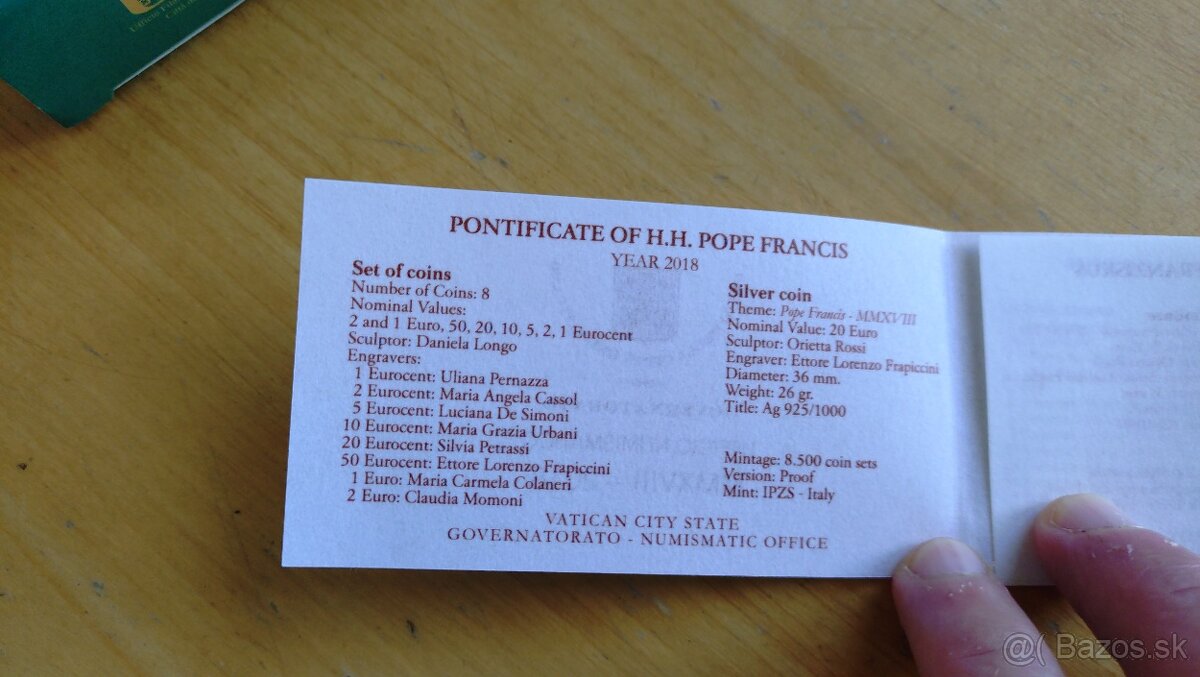 PONTIFICATE OF H.H. POPE FRANCIS
YEAR 2018
Set of coins
Number of Coins: 8
Nominal Values:
2 and 1 Euro, 50, 20, 10, 5, 2, 1 Eurocent
Sculptor: Daniela Longo
Engravers:
1 Eurocent: Uliana Pernazza
2 Eurocent: Maria Angela Cassol
5 Eurocent: Luciana De Simoni
10 Eurocent: Maria Grazia Urbani
20 Eurocent: Silvia Petrassi
50 Eurocent: Ettore Lorenzo Frapiccini
1 Euro: Maria Carmela Colaneri
2 Euro: Claudia Momoni
Silver coin
Theme: Pope Francis - MMXVIII
Nominal Value: 20 Euro
Sculptor: Orietta Rossi
Engraver: Ettore Lorenzo Frapiccini
Diameter: 36 mm.
Weight: 26 gr.
Title: Ag 925/1000
Mintage: 8.500 coin sets
Version: Proof
Mint: IPZS - Italy
VATICAN CITY STATE
GOVERNATORATO - NUMISMATIC OFFICE
@( Bazos.sk